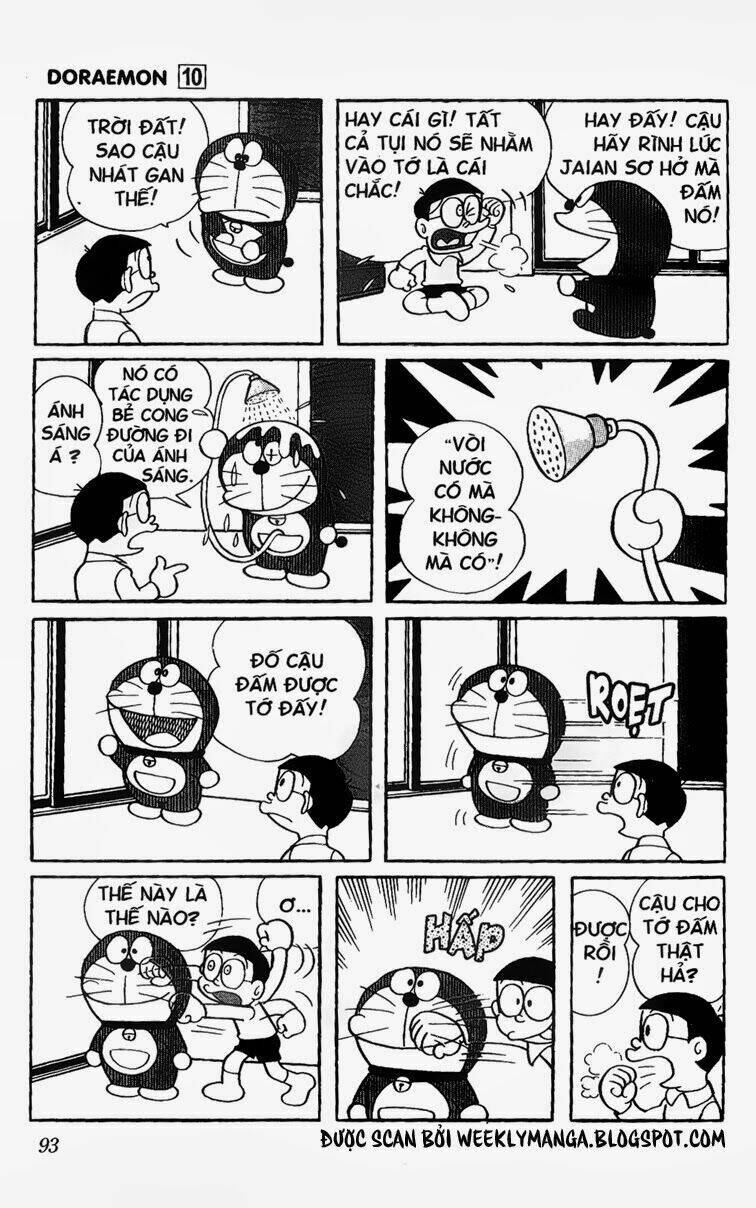 DORAEMON 10
HAY ĐẤY! CẬU
HÃY RÌNH LÚC
JAIAN SƠ HỞ MÀ
ĐẤM
NÓ!
HAY CÁI GÌ! TẤT
CẢ TỤI NÓ SẼ NHẰM
VÀO TỚ LÀ CÁI
CHẮC!
TRỜI ĐẤT!
SAO CẬU
NHÁT GAN
THẾ!
"VÒI
NƯỚC
CÓ MÀ
KHÔNG-
KHÔNG
MÀ CÓ"!
NÓ CÓ
TÁC DỤNG
BẺ CONG
ĐƯỜNG ĐI
CỦA ÁNH
SÁNG.
ÁNH
SÁNG
Á?
ROẸT
ĐỐ CẬU
ĐẤM ĐƯỢC
TỚ ĐẤY!
CẬU CHO
TỚ ĐẤM
THẬT
HẢ?
ĐƯỢC
RỒI
!
HẤP
Ơ...
THẾ NÀY LÀ
THẾ NÀO?
93
ĐƯỢC SCAN BỞI WEEKLYMANGA.BLOGSPOT.COM